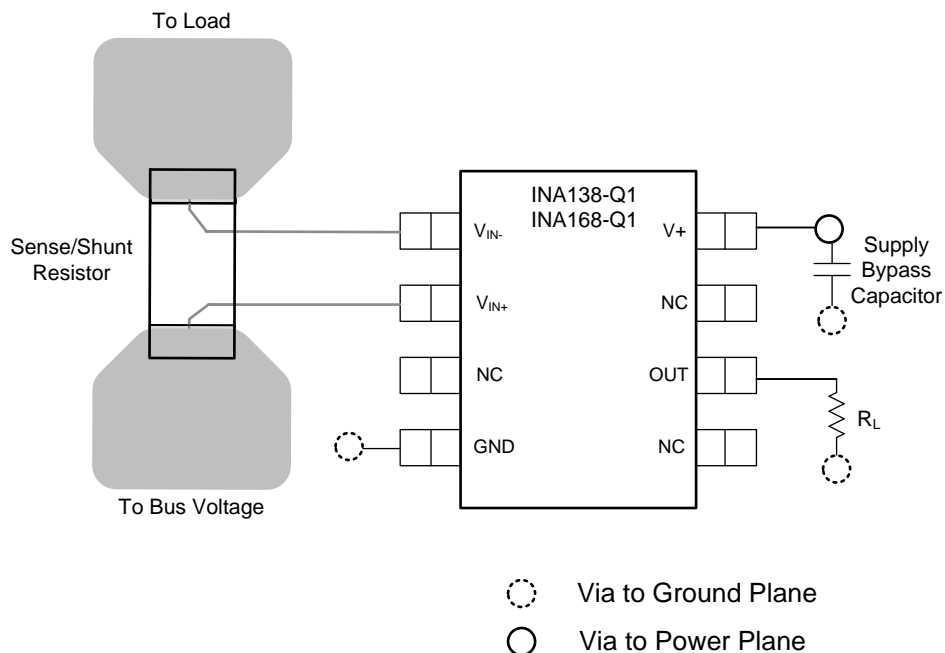 To Load
Sense/Shunt
Resistor
To Bus Voltage
INA138-Q1
INA168-Q1
VIN-
VIN+
NC
GND
V+
NC
OUT
NC
Supply
Bypass
Capacitor
RL
Via to Ground Plane
Via to Power Plane